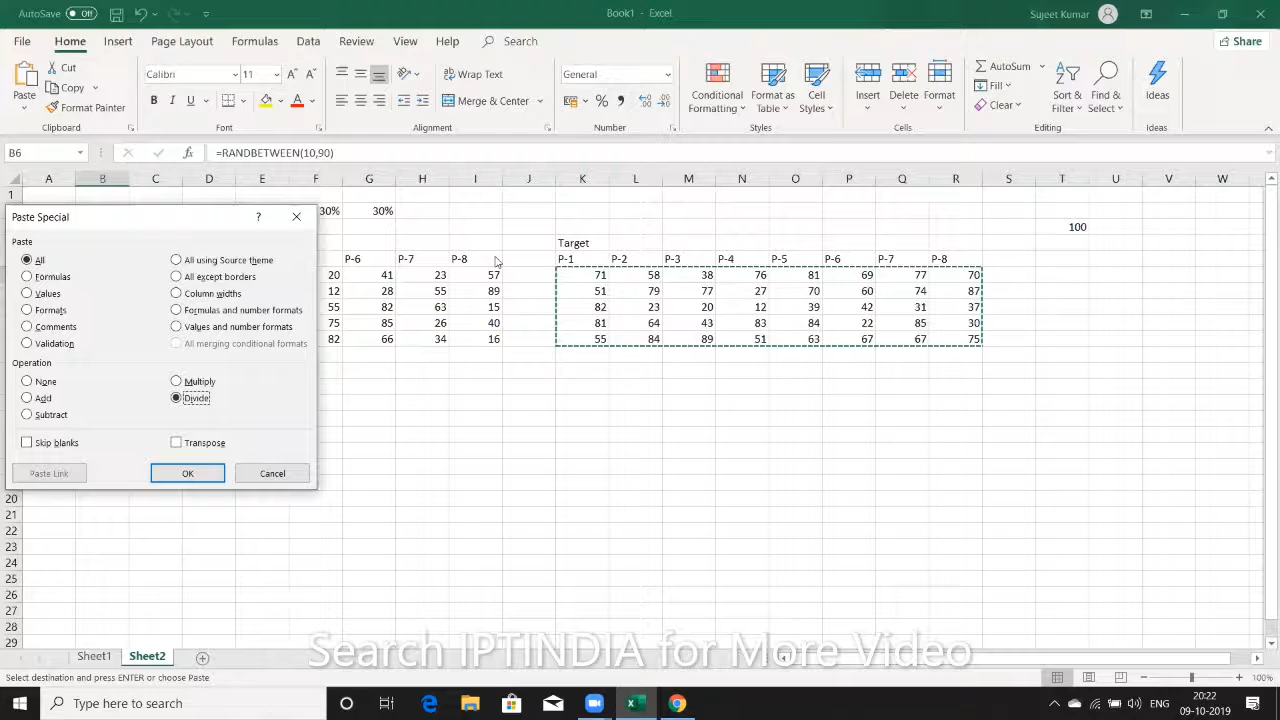 AutoSave Off Book1 - Excel Sujeet Kumar
File Home Insert Page Layout Formulas Data Review View Help Search Share
Cut
Copy
Format Painter
Paste
Calibri 11
B I U
Wrap Text
Merge & Center
General
Conditional Formatting
Format as Table
Cell Styles
Insert Delete Format
AutoSum
Fill
Clear
Sort & Filter
Find & Select
Ideas
Clipboard Font Alignment Number Styles Cells Editing Ideas
B6 fx =RANDBETWEEN(10,90)
A B C D E F G H I J K L M N O P Q R S T U V W
1
30% 30%
100
Target
P-6 P-7 P-8 P-1 P-2 P-3 P-4 P-5 P-6 P-7 P-8
20 41 23 57 71 58 38 76 81 69 77 70
12 28 55 89 51 79 77 27 70 60 74 87
55 82 63 15 82 23 20 12 39 42 31 37
75 85 26 40 81 64 43 83 84 22 85 30
82 66 34 16 55 84 89 51 63 67 67 75
Paste Special ?
Paste
All
Formulas
Values
Formats
Comments
Validation
All using Source theme
All except borders
Column widths
Formulas and number formats
Values and number formats
All merging conditional formats
Operation
None
Add
Subtract
Multiply
Divide
Skip blanks
Transpose
Paste Link OK Cancel
20
21
22
23
24
25
26
27
28
29
Search IPTINDIA for More Video
Sheet1 Sheet2
Select destination and press ENTER or choose Paste 100%
Type here to search
ENG
20:22
09-10-2019